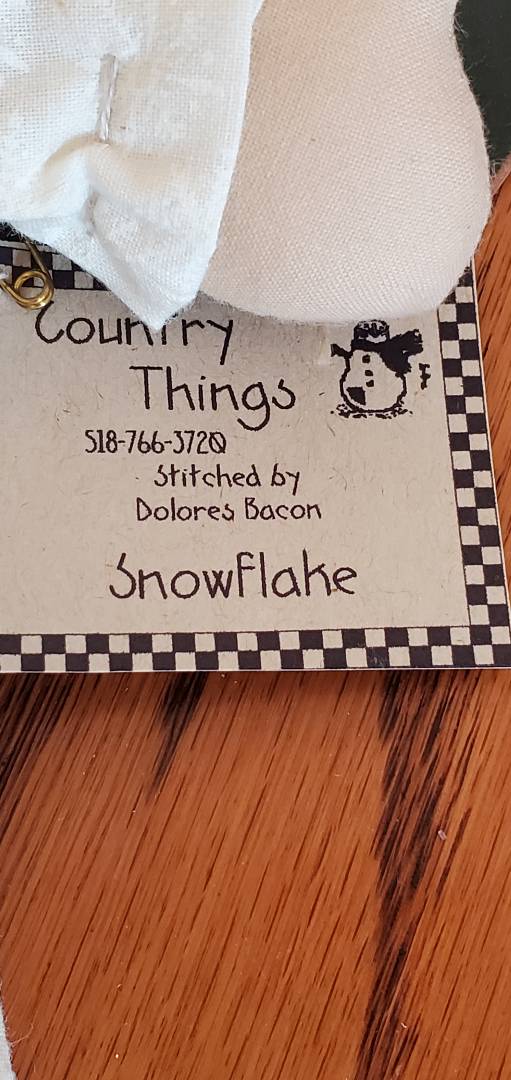 Country
Things
518-766-3720
Stitched by
Dolores Bacon
Snowflake